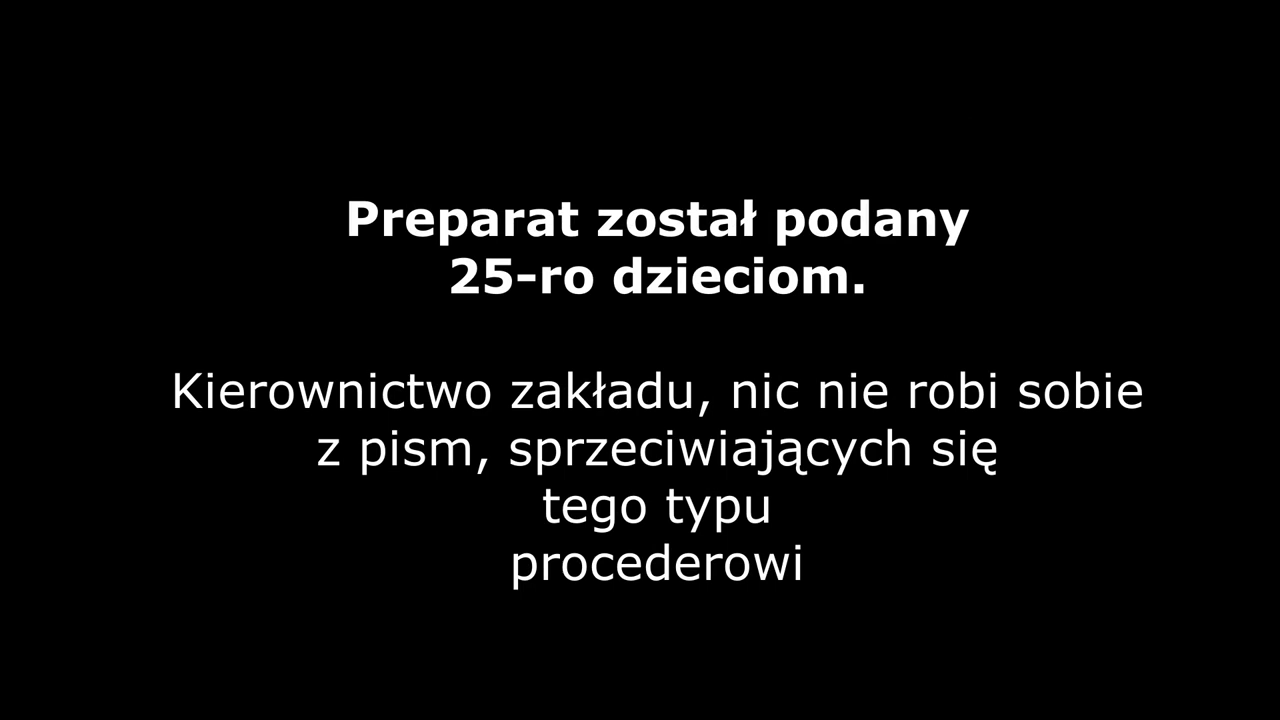 Preparat został podany
25-ro dzieciom.
Kierownictwo zakładu, nic nie robi sobie
z pism, sprzeciwiających się
tego typu
procederowi